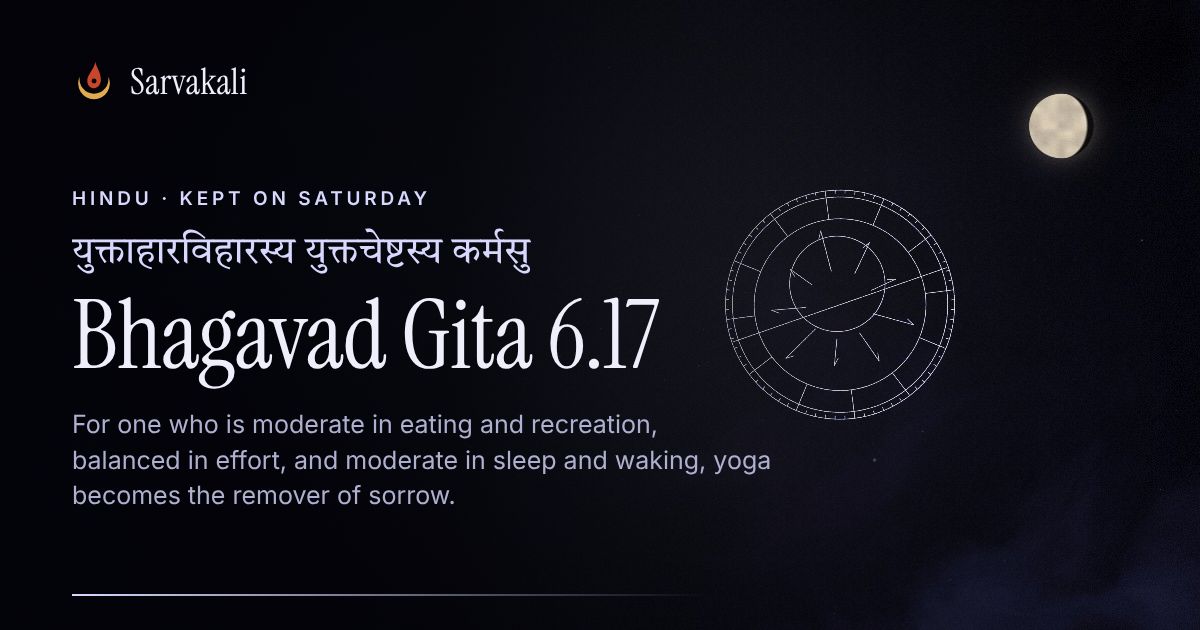 Sarvakali
HINDU · KEPT ON SATURDAY
युक्ताहारविहारस्य युक्तचेष्टस्य कर्मसु
Bhagavad Gita 6.17
For one who is moderate in eating and recreation,
balanced in effort, and moderate in sleep and waking, yoga
becomes the remover of sorrow.